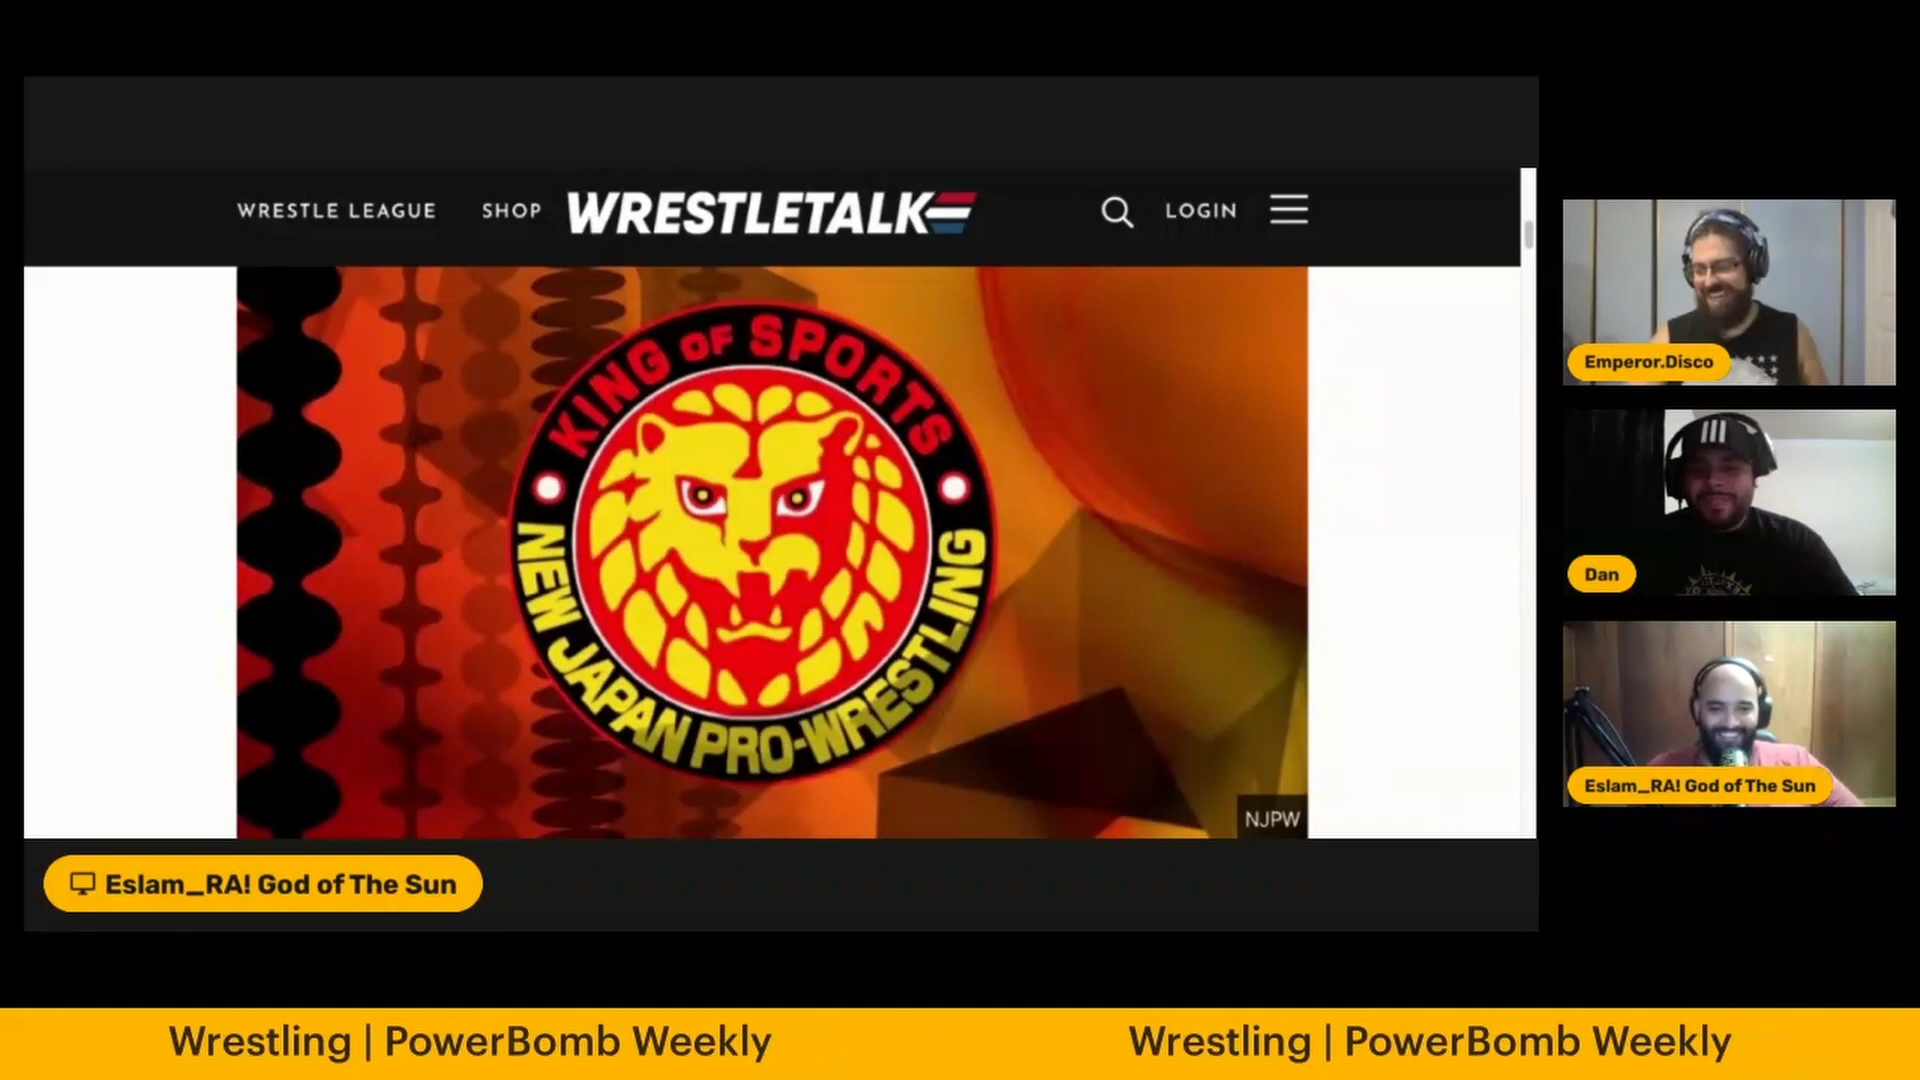 WRESTLE LEAGUE
SHOP
WRESTLETALK
LOGIN
KING OF SPORTS
NEW JAPAN PRO-WRESTLING
NJPW
Emperor.Disco
Dan
Eslam_RA! God of The Sun
Eslam_RA! God of The Sun
Wrestling | PowerBomb Weekly
Wrestling | PowerBomb Weekly